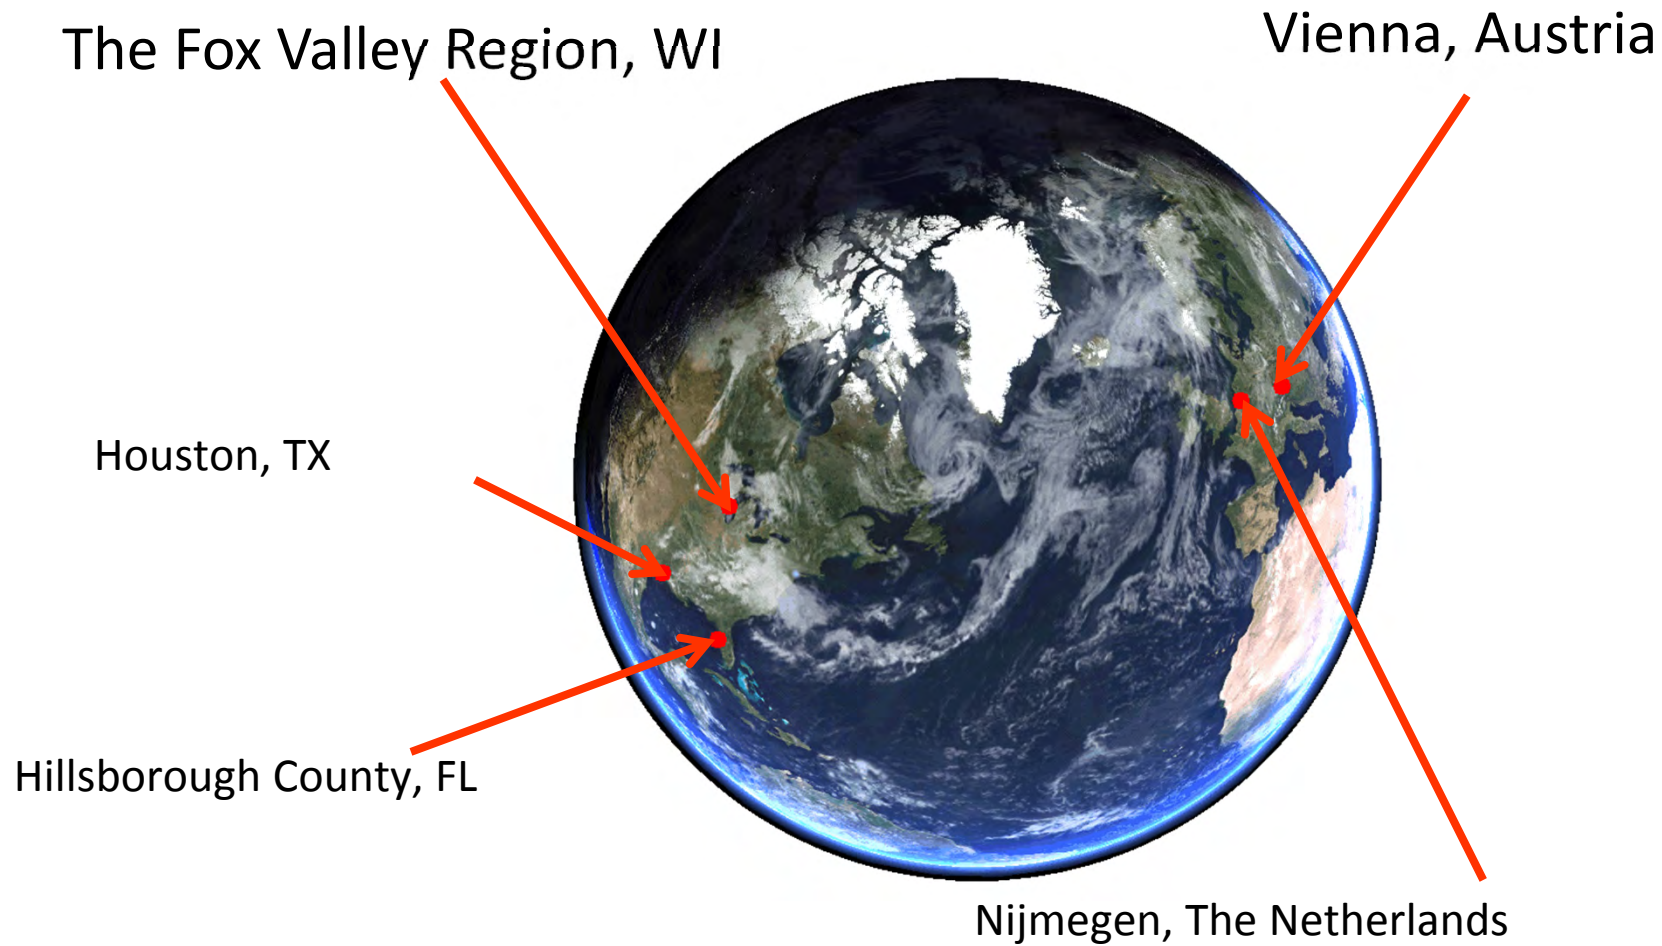 The Fox Valley Region, WI
Vienna, Austria
Houston, TX
Hillsborough County, FL
Nijmegen, The Netherlands